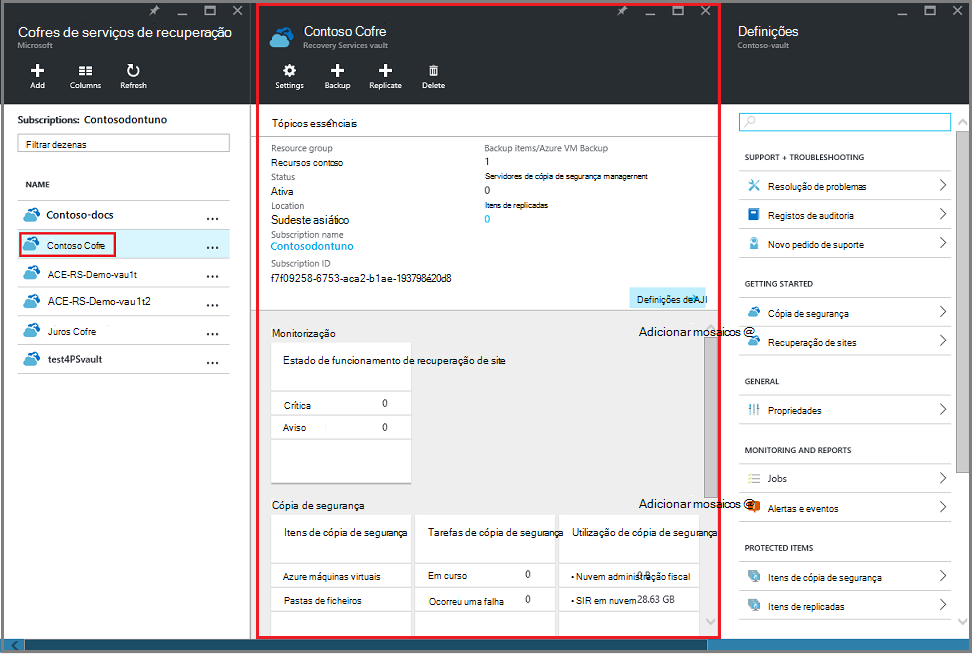 Cofres de serviços de recuperação
Microsoft
Add
Columns
Refresh
Subscriptions: Contosodontuno
Filtrar dezenas
NAME
Contoso-docs
Contoso Cofre
ACE-RS-Demo-vau1t
ACE-RS-Demo-vau1t2
Juros Cofre
test4PSvault
Contoso Cofre
Recovery Services vault
Settings
Backup
Replicate
Delete
Tópicos essenciais
Resource group
Recursos contoso
Status
Ativa
Location
Sudeste asiático
Subscription name
Contosodontuno
Subscription ID
f7f09258-6753-aca2-b1ae-193798é20d8
Backup items/Azure VM Backup
1
Servidores de cópia de segurança managernent
0
Itens de replicadas
0
Definições de AJI
Monitorização
Adicionar mosaicos @
Estado de funcionamento de recuperação de site
Crítica 0
Aviso 0
Cópia de segurança
Adicionar mosaicos @
Itens de cópia de segurança
Azure máquinas virtuais
Pastas de ficheiros
Tarefas de cópia de segurança
Em curso 0
Ocorreu uma falha 0
Utilização de cópia de segurança
• Nuvem administração fiscal 0 B
• SIR em nuvem 28.63 GB
Definições
Contoso-vault
SUPPORT + TROUBLESHOOTING
Resolução de problemas
Registos de auditoria
Novo pedido de suporte
GETTING STARTED
Cópia de segurança
Recuperação de sites
GENERAL
Propriedades
MONITORING AND REPORTS
Jobs
Alertas e eventos
PROTECTED ITEMS
Itens de cópia de segurança
Itens de replicadas